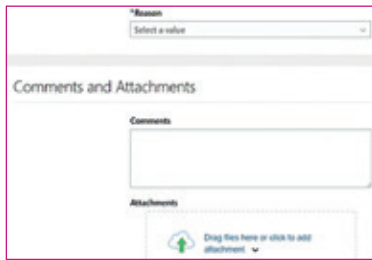 *Reason
Select a value
Comments and Attachments
Comments
Attachments
Drag files here or click to add
attachment